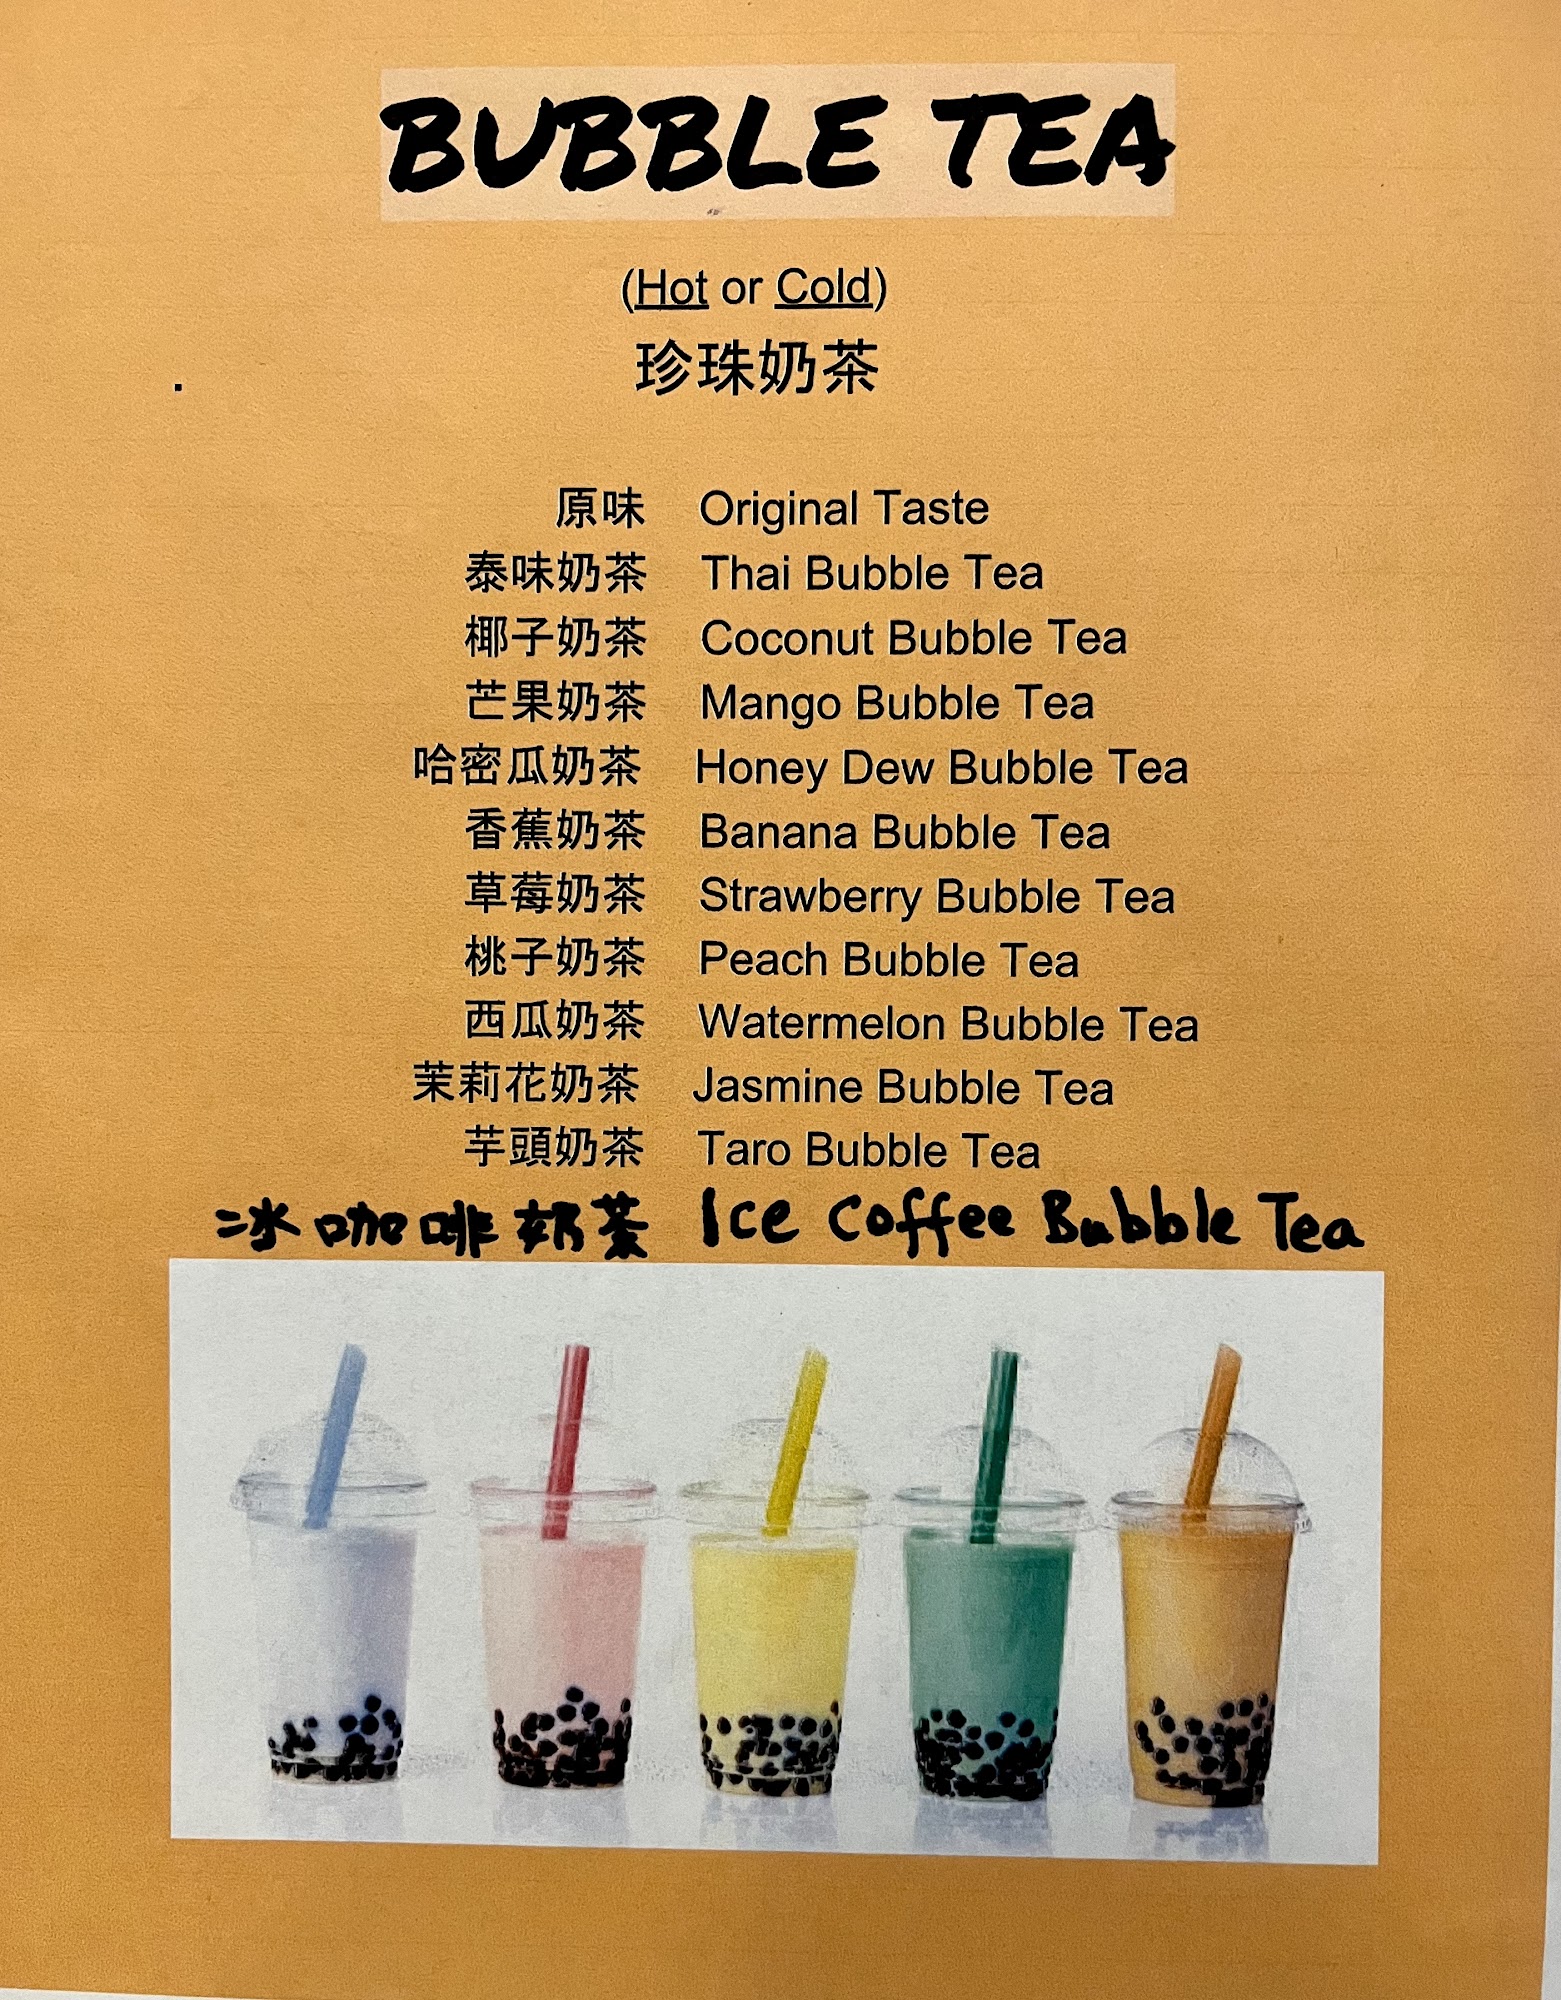 BUBBLE TEA
(Hot or Cold)
珍珠奶茶
原味 Original Taste
泰味奶茶 Thai Bubble Tea
椰子奶茶 Coconut Bubble Tea
芒果奶茶 Mango Bubble Tea
哈密瓜奶茶 Honey Dew Bubble Tea
香蕉奶茶 Banana Bubble Tea
草莓奶茶 Strawberry Bubble Tea
桃子奶茶 Peach Bubble Tea
西瓜奶茶 Watermelon Bubble Tea
茉莉花奶茶 Jasmine Bubble Tea
芋頭奶茶 Taro Bubble Tea
冰咖啡奶茶 Ice Coffee Bubble Tea